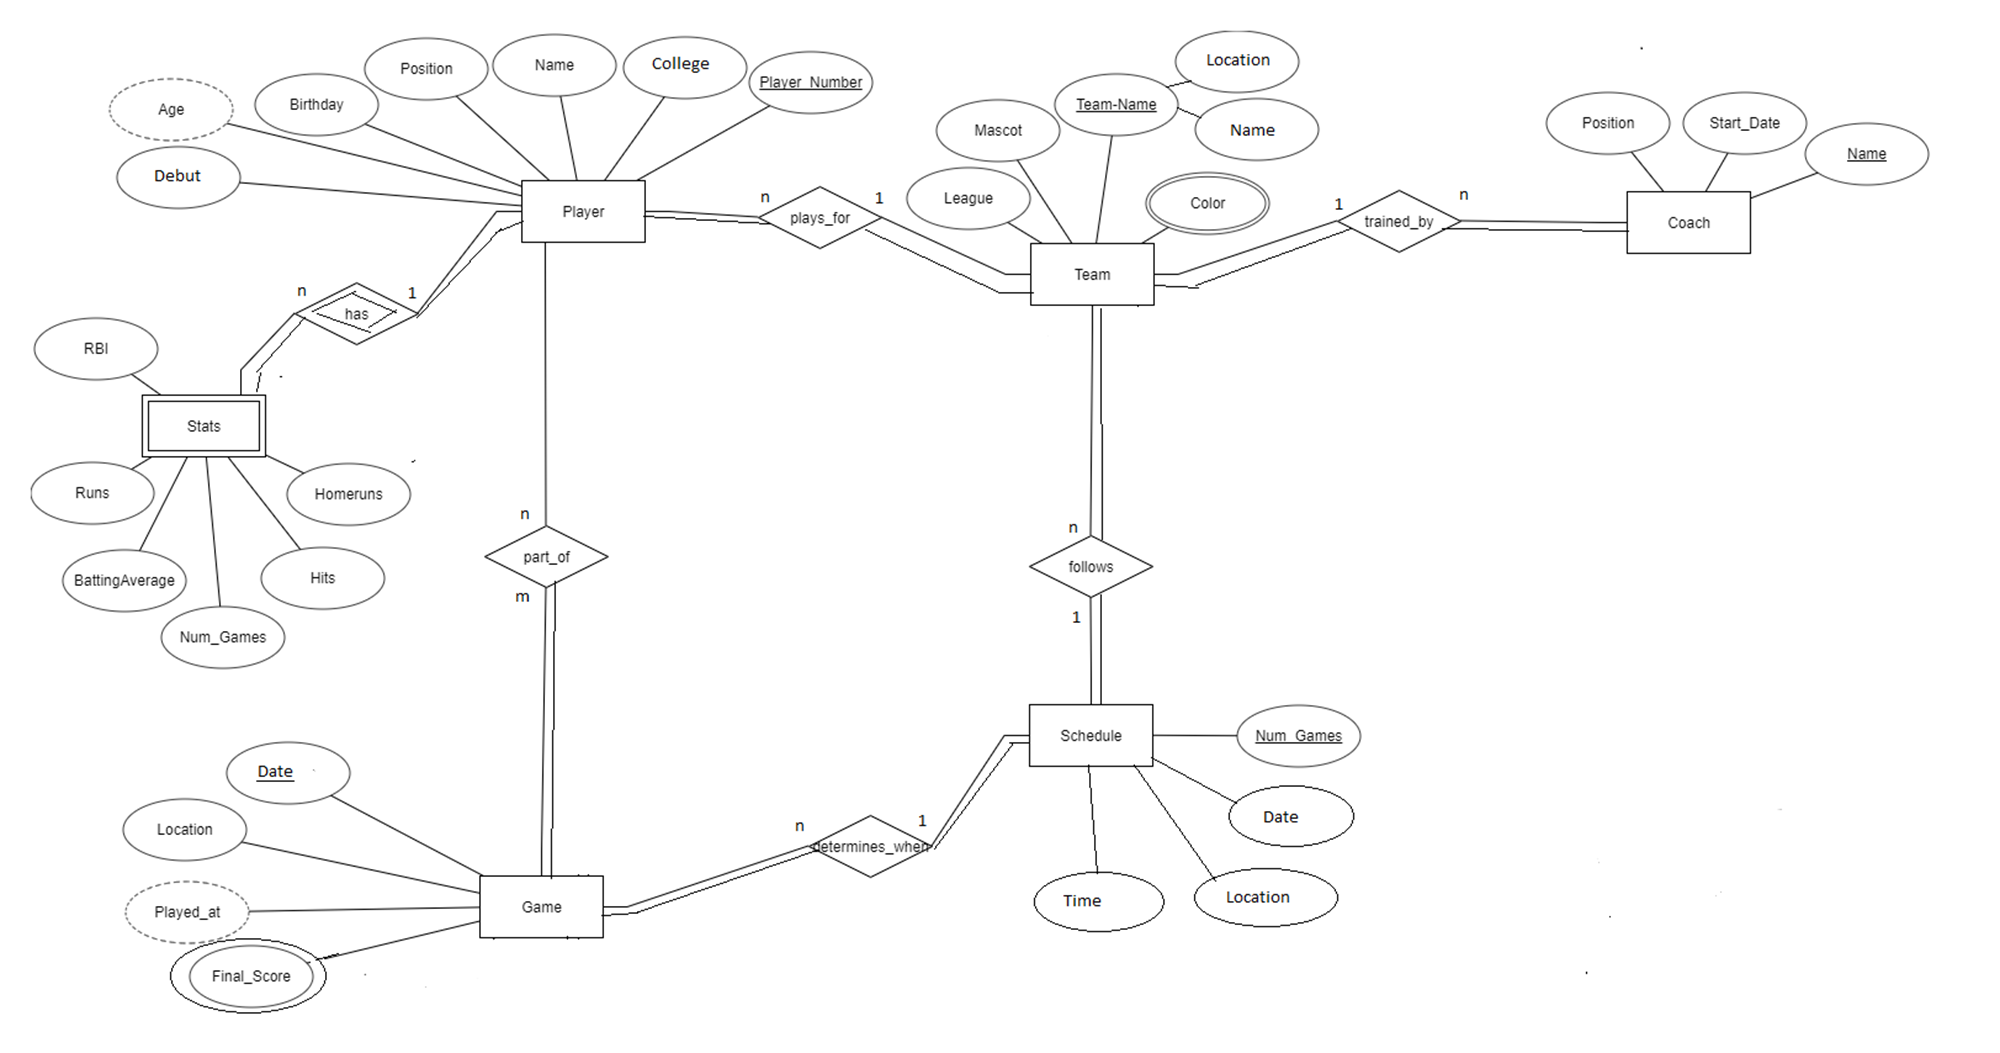 Location
Position
Name
College
Player_Number
Age
Birthday
Team-Name
Mascot
Name
Position
Start_Date
Name
Debut
League
Color
Player
n
plays_for
1
1
trained_by
n
Coach
Team
n
has
1
RBI
Stats
Runs
Homeruns
BattingAverage
Hits
Num_Games
n
part_of
m
n
follows
1
Schedule
Num_Games
Date
Date
Location
n
determines_when
1
Time
Location
Played_at
Game
Final_Score